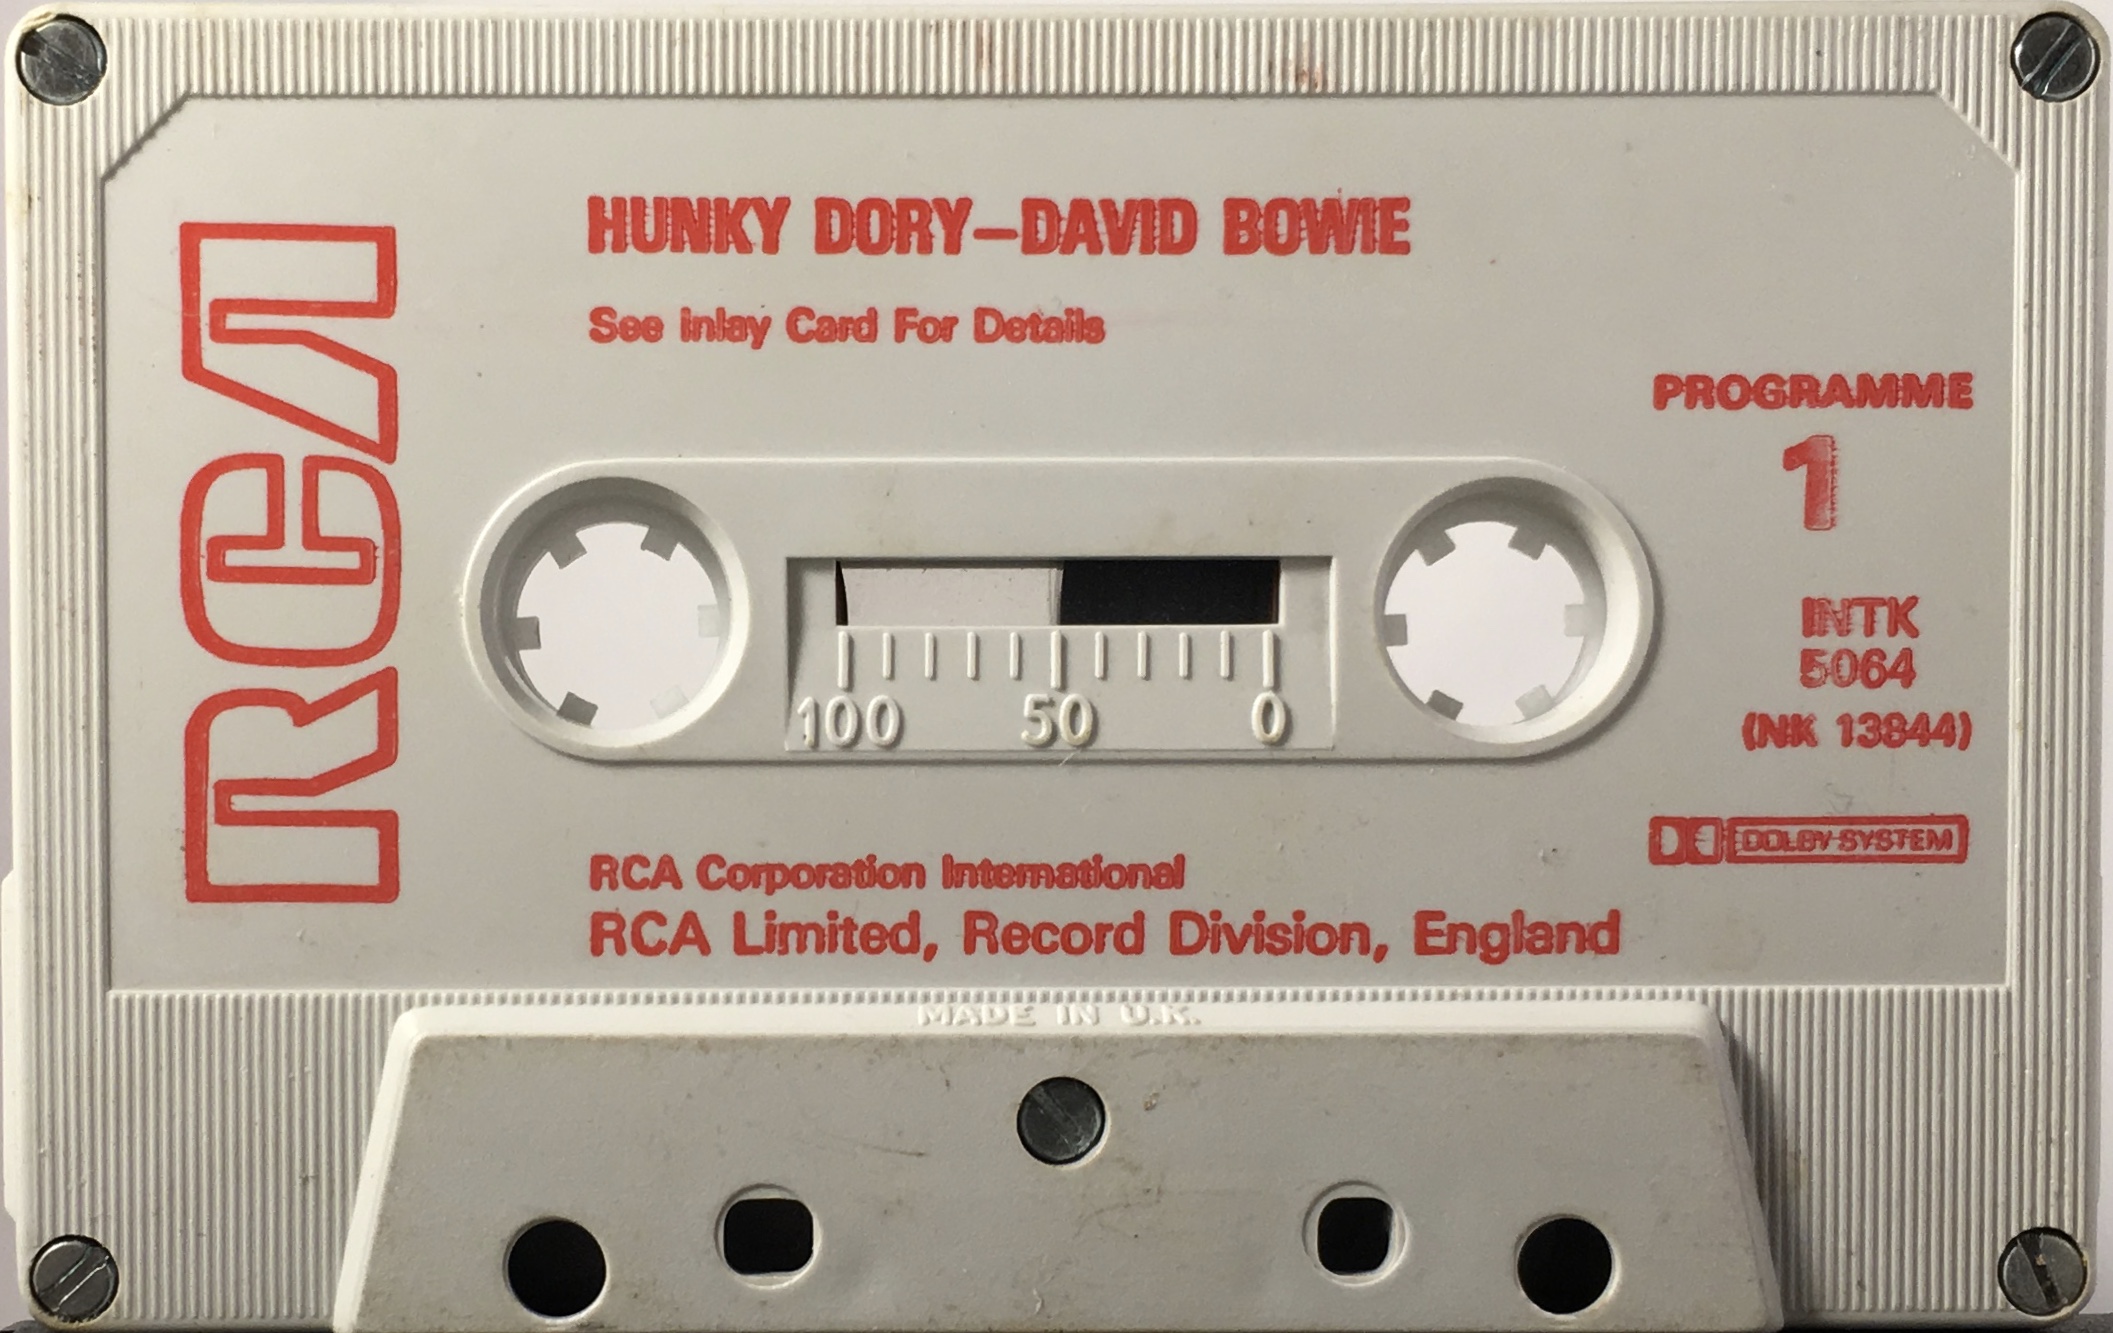 RCA
HUNKY DORY–DAVID BOWIE
See Inlay Card For Details
PROGRAMME
1
INTK
5064
(NK 13844)
DOLBY SYSTEM
100 50 0
RCA Corporation International
RCA Limited, Record Division, England
MADE IN U.K.